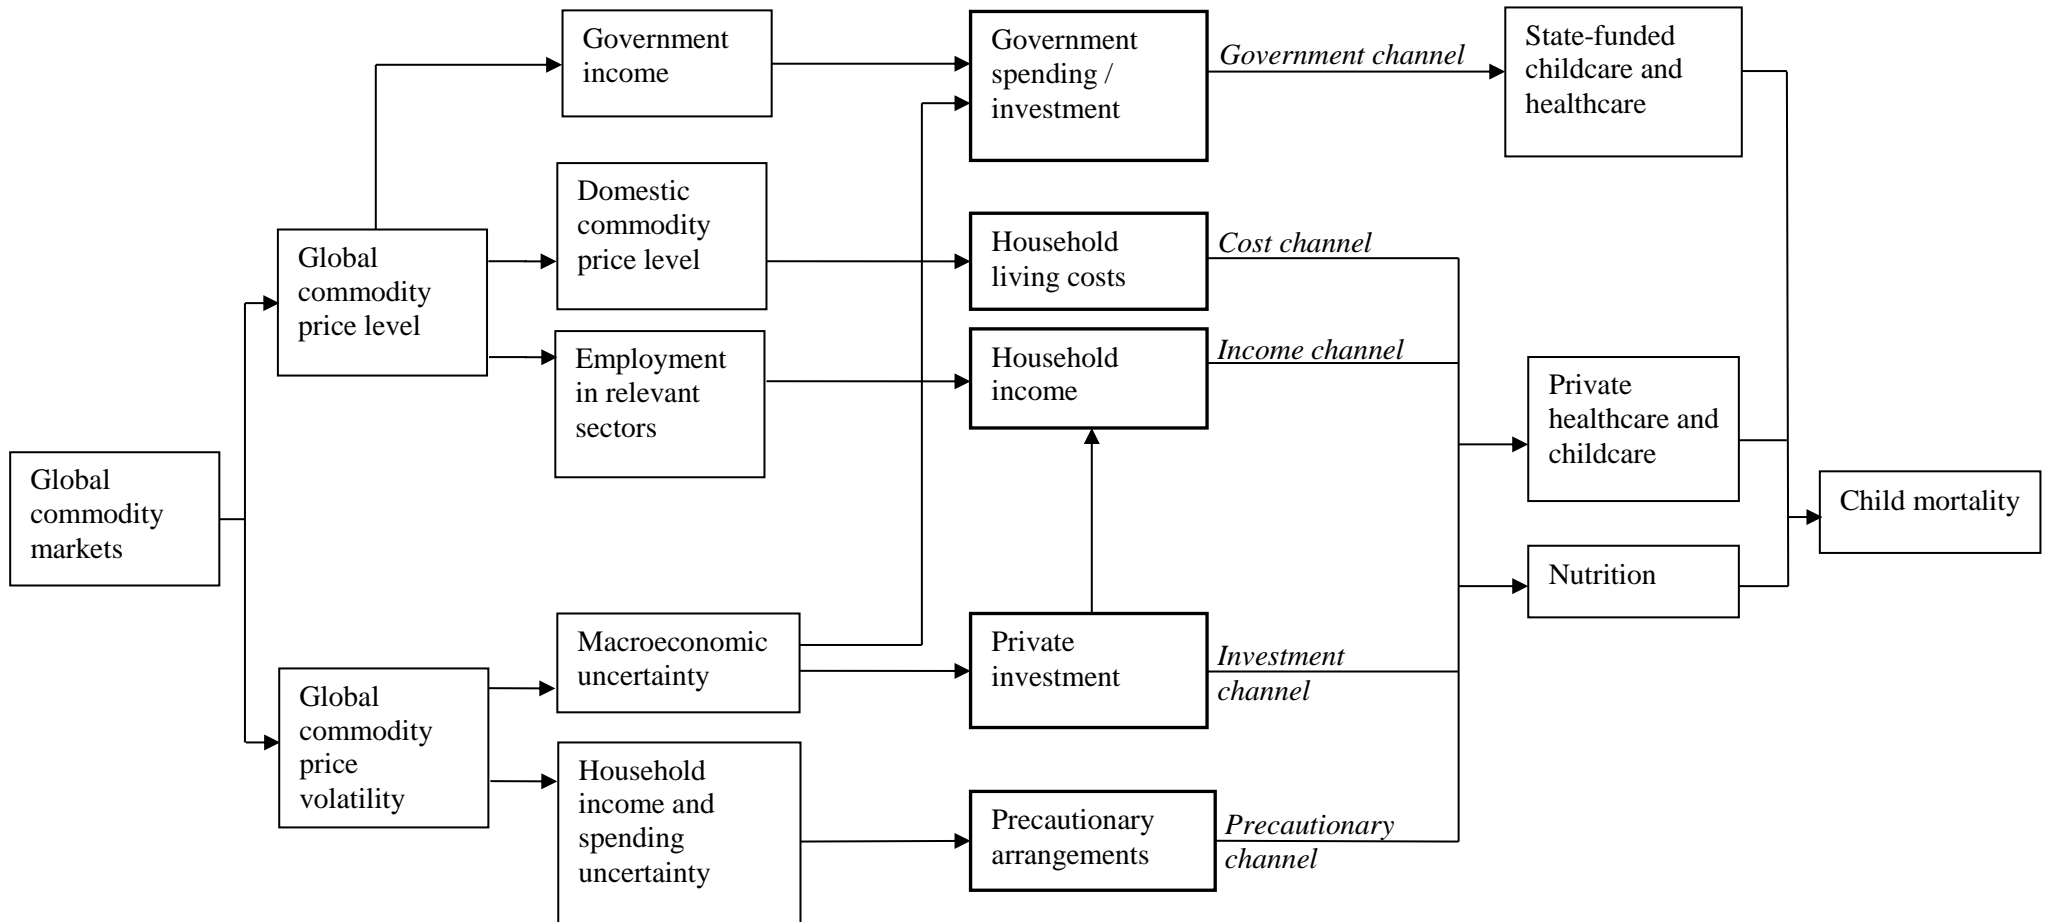 Government
income
Government
spending /
investment
Government channel
State-funded
childcare and
healthcare
Domestic
commodity
price level
Household
living costs
Cost channel
Global
commodity
price level
Employment
in relevant
sectors
Household
income
Income channel
Private
healthcare and
childcare
Global
commodity
markets
Child mortality
Nutrition
Macroeconomic
uncertainty
Private
investment
Investment
channel
Global
commodity
price
volatility
Household
income and
spending
uncertainty
Precautionary
arrangements
Precautionary
channel